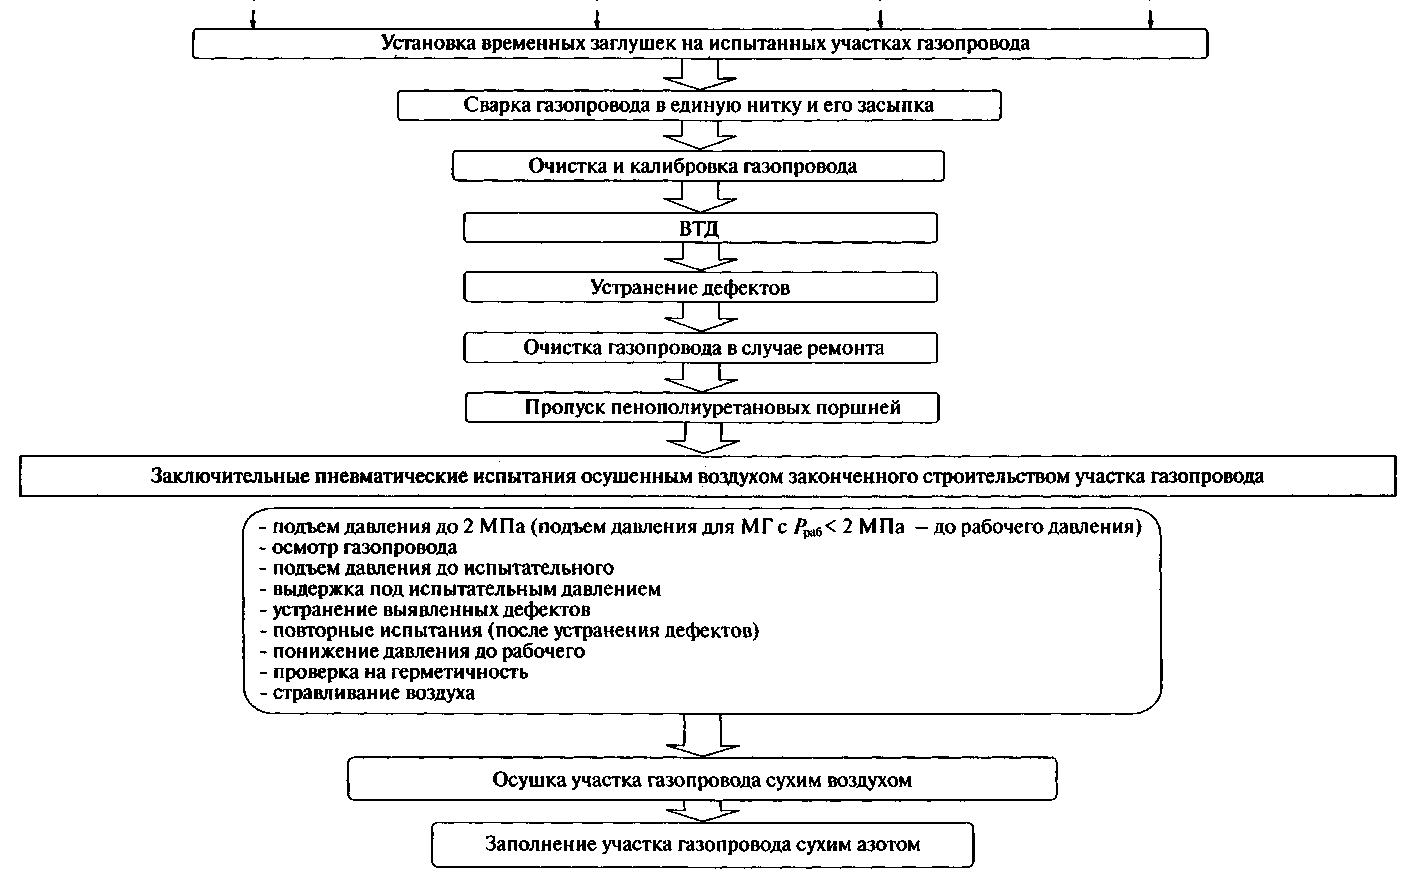 Установка временных заглушек на испытанных участках газопровода
Сварка газопровода в единую нитку и его засыпка
Очистка и калибровка газопровода
ВТД
Устранение дефектов
Очистка газопровода в случае ремонта
Пропуск пенополиуретановых поршней
Заключительные пневматические испытания осушенным воздухом законченного строительством участка газопровода
- подъем давления до 2 МПа (подъем давления для МГ с Pраб < 2 МПа – до рабочего давления)
- осмотр газопровода
- подъем давления до испытательного
- выдержка под испытательным давлением
- устранение выявленных дефектов
- повторные испытания (после устранения дефектов)
- понижение давления до рабочего
- проверка на герметичность
- стравливание воздуха
Осушка участка газопровода сухим воздухом
Заполнение участка газопровода сухим азотом